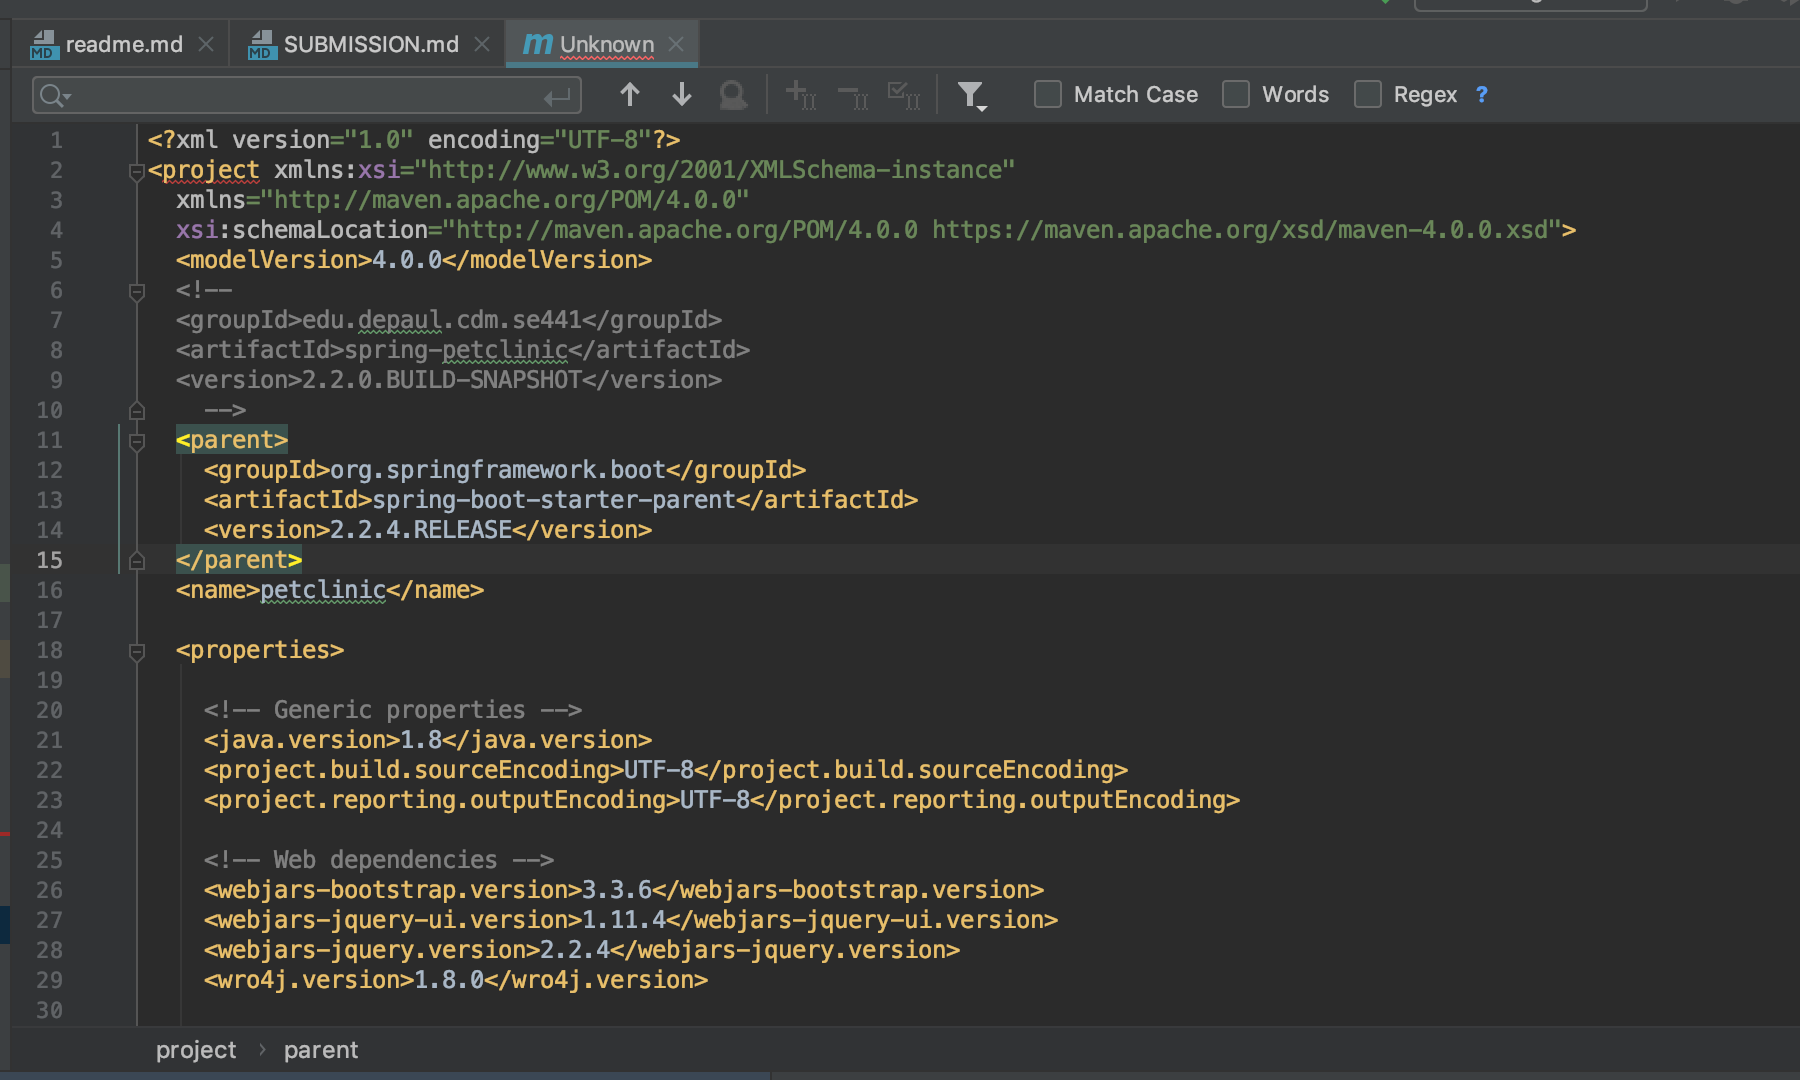 readme.md SUBMISSION.md Unknown
Match Case Words Regex ?
1 <?xml version="1.0" encoding="UTF-8"?>
2 <project xmlns:xsi="http://www.w3.org/2001/XMLSchema-instance"
3 xmlns="http://maven.apache.org/POM/4.0.0"
4 xsi:schemaLocation="http://maven.apache.org/POM/4.0.0 https://maven.apache.org/xsd/maven-4.0.0.xsd">
5 <modelVersion>4.0.0</modelVersion>
6 <!--
7 <groupId>edu.depaul.cdm.se441</groupId>
8 <artifactId>spring-petclinic</artifactId>
9 <version>2.2.0.BUILD-SNAPSHOT</version>
10 -->
11 <parent>
12 <groupId>org.springframework.boot</groupId>
13 <artifactId>spring-boot-starter-parent</artifactId>
14 <version>2.2.4.RELEASE</version>
15 </parent>
16 <name>petclinic</name>
17
18 <properties>
19
20 <!-- Generic properties -->
21 <java.version>1.8</java.version>
22 <project.build.sourceEncoding>UTF-8</project.build.sourceEncoding>
23 <project.reporting.outputEncoding>UTF-8</project.reporting.outputEncoding>
24
25 <!-- Web dependencies -->
26 <webjars-bootstrap.version>3.3.6</webjars-bootstrap.version>
27 <webjars-jquery-ui.version>1.11.4</webjars-jquery-ui.version>
28 <webjars-jquery.version>2.2.4</webjars-jquery.version>
29 <wro4j.version>1.8.0</wro4j.version>
30
project › parent